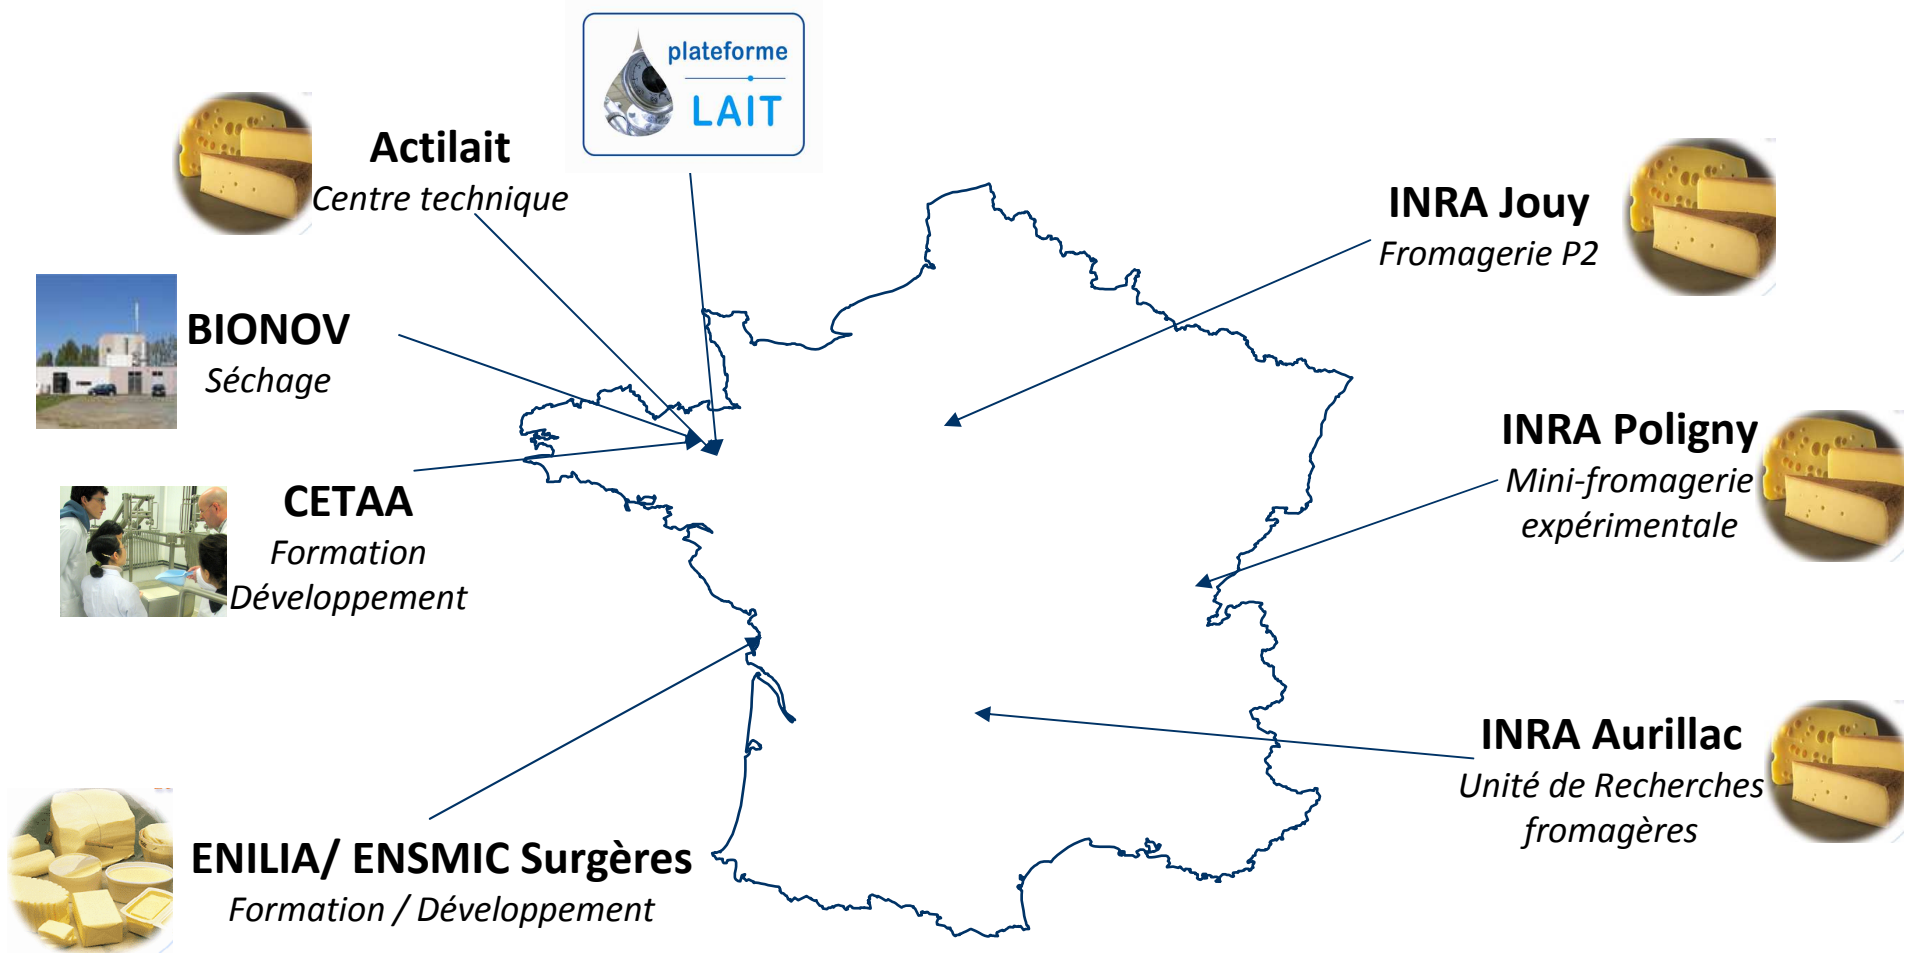 plateforme
LAIT
Actilait
Centre technique
BIONOV
Séchage
CETAA
Formation
Développement
ENILIA/ ENSMIC Surgères
Formation / Développement
INRA Jouy
Fromagerie P2
INRA Poligny
Mini-fromagerie
expérimentale
INRA Aurillac
Unité de Recherches
fromagères